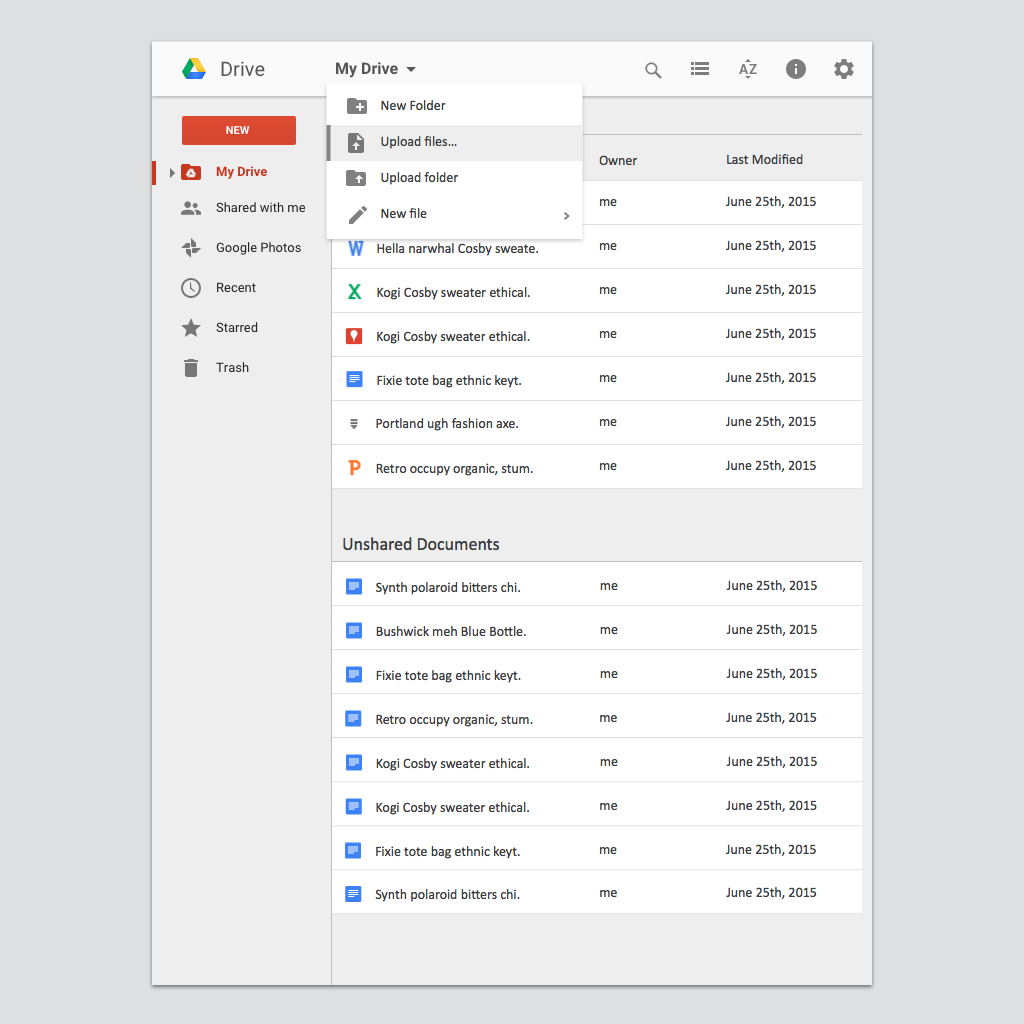 Drive
My Drive
AZ
i
NEW
My Drive
Shared with me
Google Photos
Recent
Starred
Trash
New Folder
Upload files...
Upload folder
New file
Owner Last Modified
me June 25th, 2015
W Hella narwhal Cosby sweate. me June 25th, 2015
X Kogi Cosby sweater ethical. me June 25th, 2015
Kogi Cosby sweater ethical. me June 25th, 2015
Fixie tote bag ethnic keyt. me June 25th, 2015
Portland ugh fashion axe. me June 25th, 2015
P Retro occupy organic, stum. me June 25th, 2015
Unshared Documents
Synth polaroid bitters chi. me June 25th, 2015
Bushwick meh Blue Bottle. me June 25th, 2015
Fixie tote bag ethnic keyt. me June 25th, 2015
Retro occupy organic, stum. me June 25th, 2015
Kogi Cosby sweater ethical. me June 25th, 2015
Kogi Cosby sweater ethical. me June 25th, 2015
Fixie tote bag ethnic keyt. me June 25th, 2015
Synth polaroid bitters chi. me June 25th, 2015